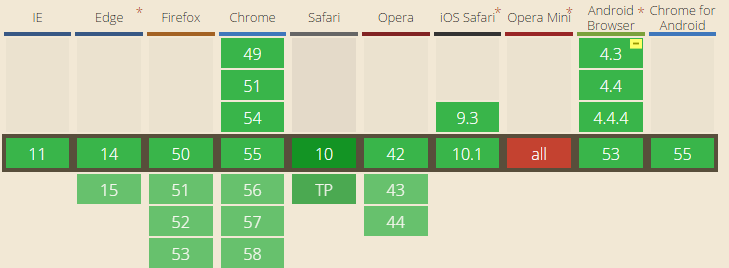 IE Edge * Firefox Chrome Safari Opera iOS Safari * Opera Mini * Android Browser * Chrome for Android
49 4.3
51 4.4
54 9.3 4.4.4
11 14 50 55 10 42 10.1 all 53 55
15 51 56 TP 43
52 57 44
53 58